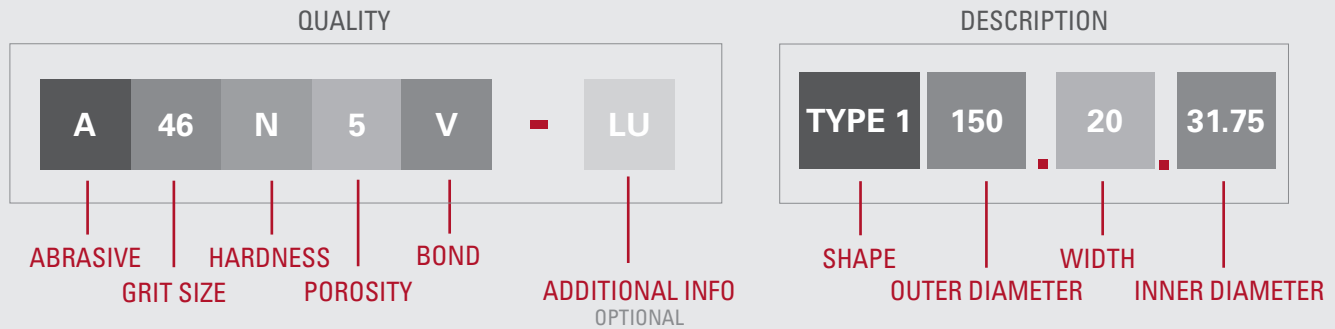 QUALITY
A 46 N 5 V - LU
ABRASIVE
GRIT SIZE
HARDNESS
POROSITY
BOND
ADDITIONAL INFO
OPTIONAL
DESCRIPTION
TYPE 1 150 . 20 . 31.75
SHAPE
OUTER DIAMETER
WIDTH
INNER DIAMETER